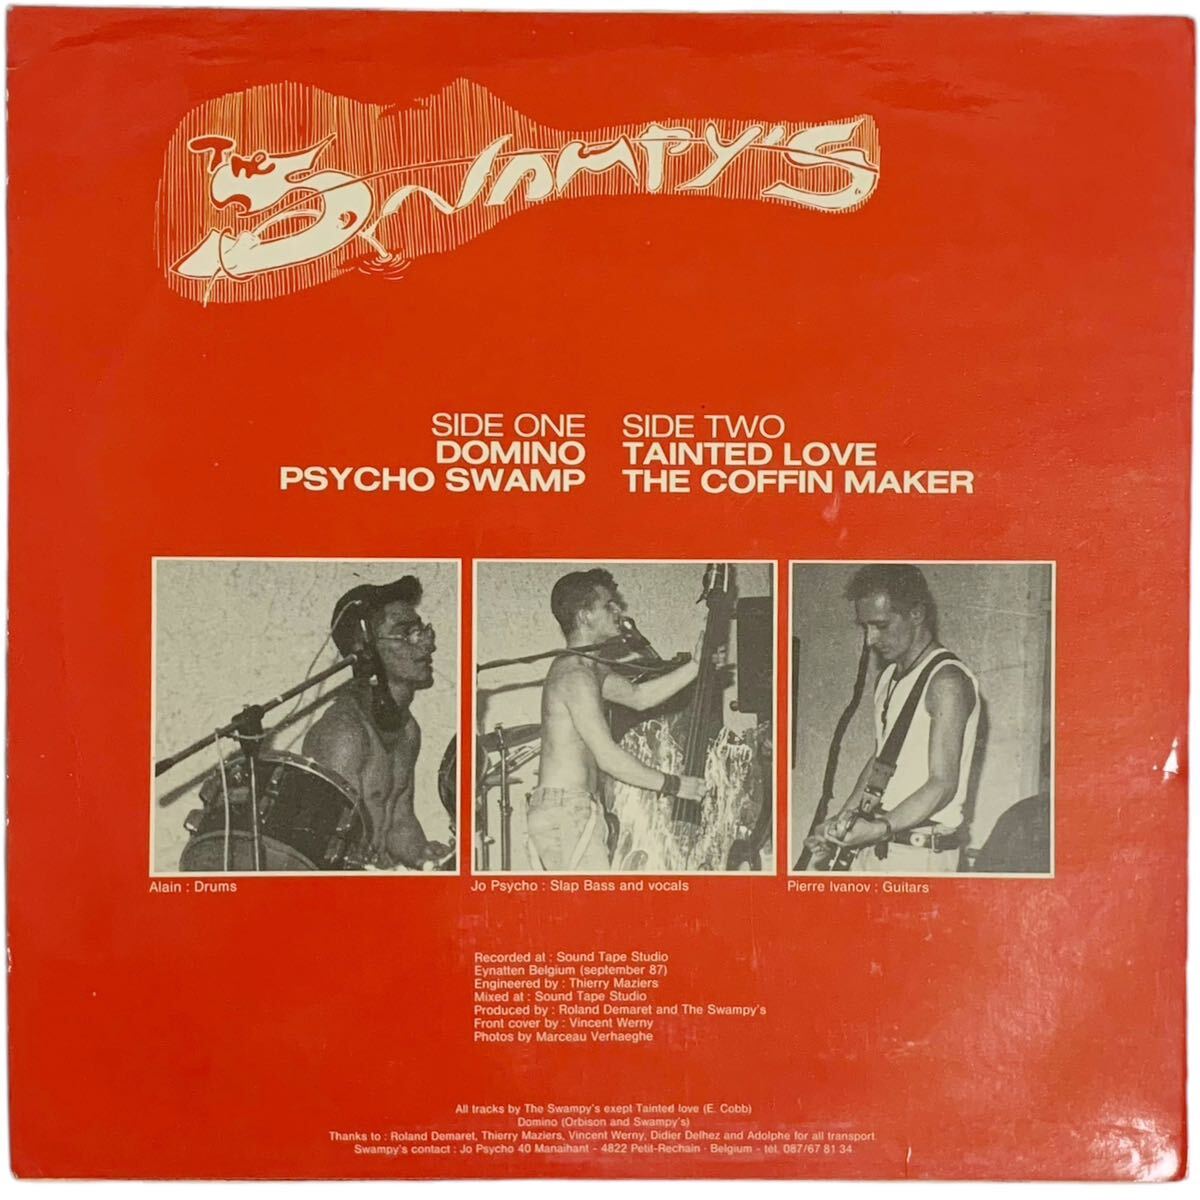 The Swampy's
SIDE ONE
DOMINO
PSYCHO SWAMP
SIDE TWO
TAINTED LOVE
THE COFFIN MAKER
Alain : Drums
Jo Psycho : Slap Bass and vocals
Pierre Ivanov : Guitars
Recorded at : Sound Tape Studio
Eynatten Belgium (september 87)
Engineered by : Thierry Maziers
Mixed at : Sound Tape Studio
Produced by : Roland Demaret and The Swampy's
Front cover by : Vincent Werny
Photos by Marceau Verhaeghe
All tracks by The Swampy's exept Tainted love (E. Cobb)
Domino (Orbison and Swampy's)
Thanks to : Roland Demaret, Thierry Maziers, Vincent Werny, Didier Delhez and Adolphe for all transport
Swampy's contact : Jo Psycho 40 Manaihant - 4822 Petit-Rechain - Belgium - tél. 087/67 81 34